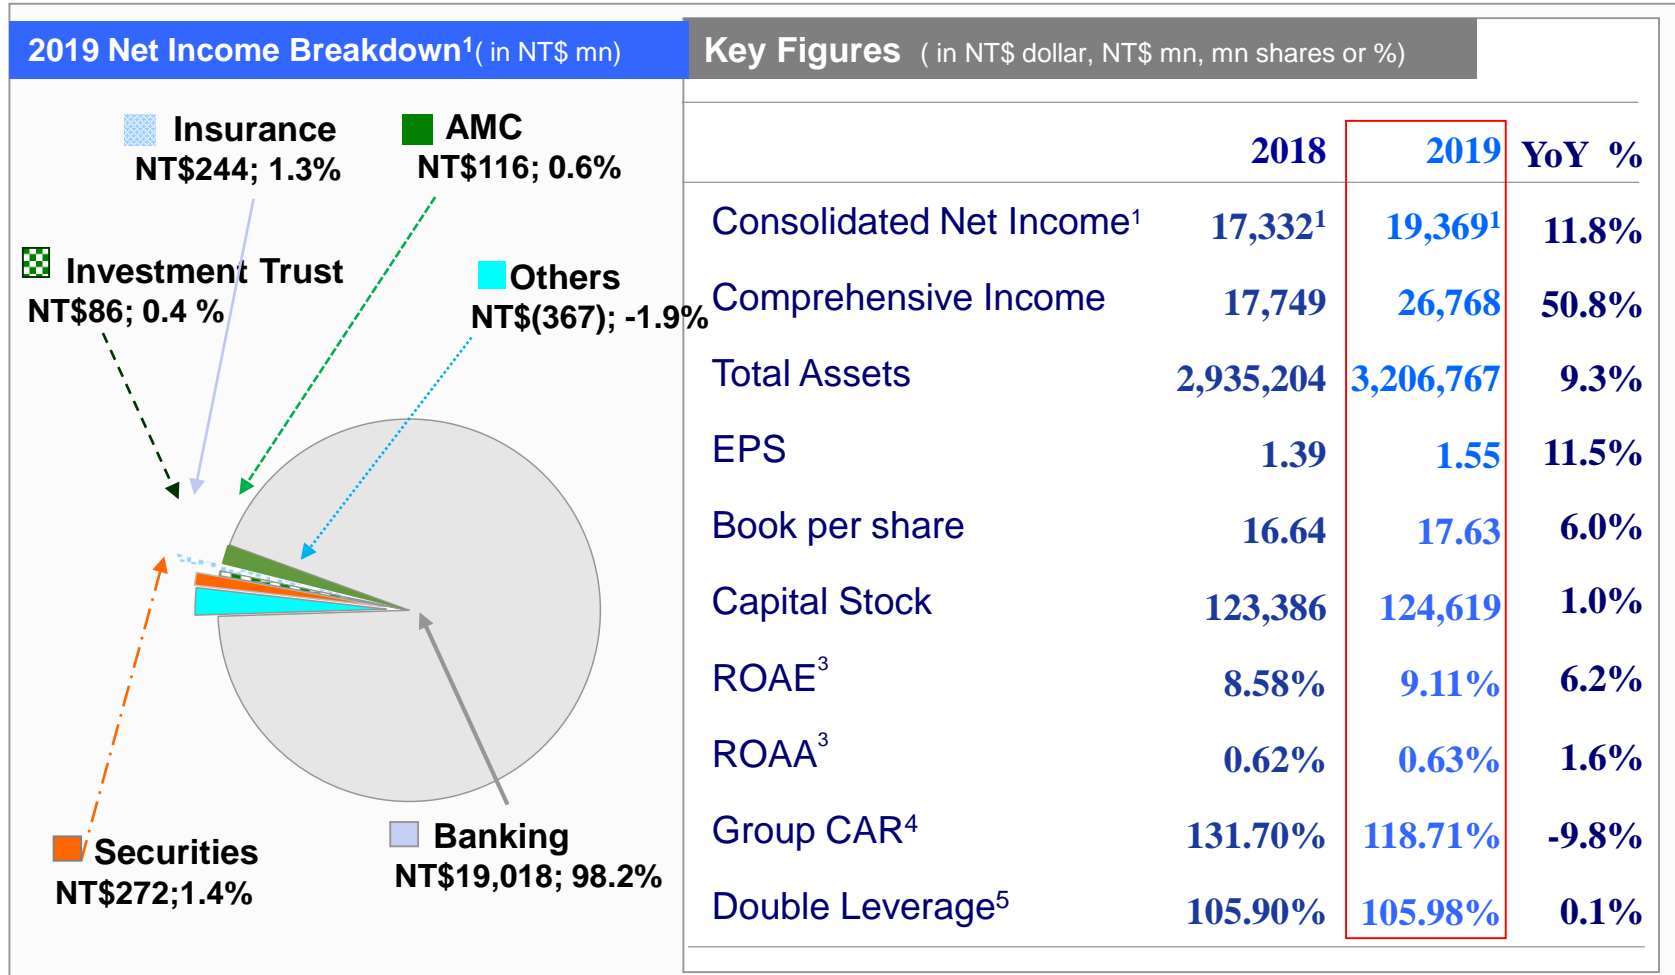 2019 Net Income Breakdown¹( in NT$ mn)
Insurance
NT$244; 1.3%
AMC
NT$116; 0.6%
Investment Trust
NT$86; 0.4 %
Others
NT$(367); -1.9%
Securities
NT$272;1.4%
Banking
NT$19,018; 98.2%
Key Figures ( in NT$ dollar, NT$ mn, mn shares or %)
2018 2019 YoY %
Consolidated Net Income¹ 17,332¹ 19,369¹ 11.8%
Comprehensive Income 17,749 26,768 50.8%
Total Assets 2,935,204 3,206,767 9.3%
EPS 1.39 1.55 11.5%
Book per share 16.64 17.63 6.0%
Capital Stock 123,386 124,619 1.0%
ROAE³ 8.58% 9.11% 6.2%
ROAA³ 0.62% 0.63% 1.6%
Group CAR⁴ 131.70% 118.71% -9.8%
Double Leverage⁵ 105.90% 105.98% 0.1%